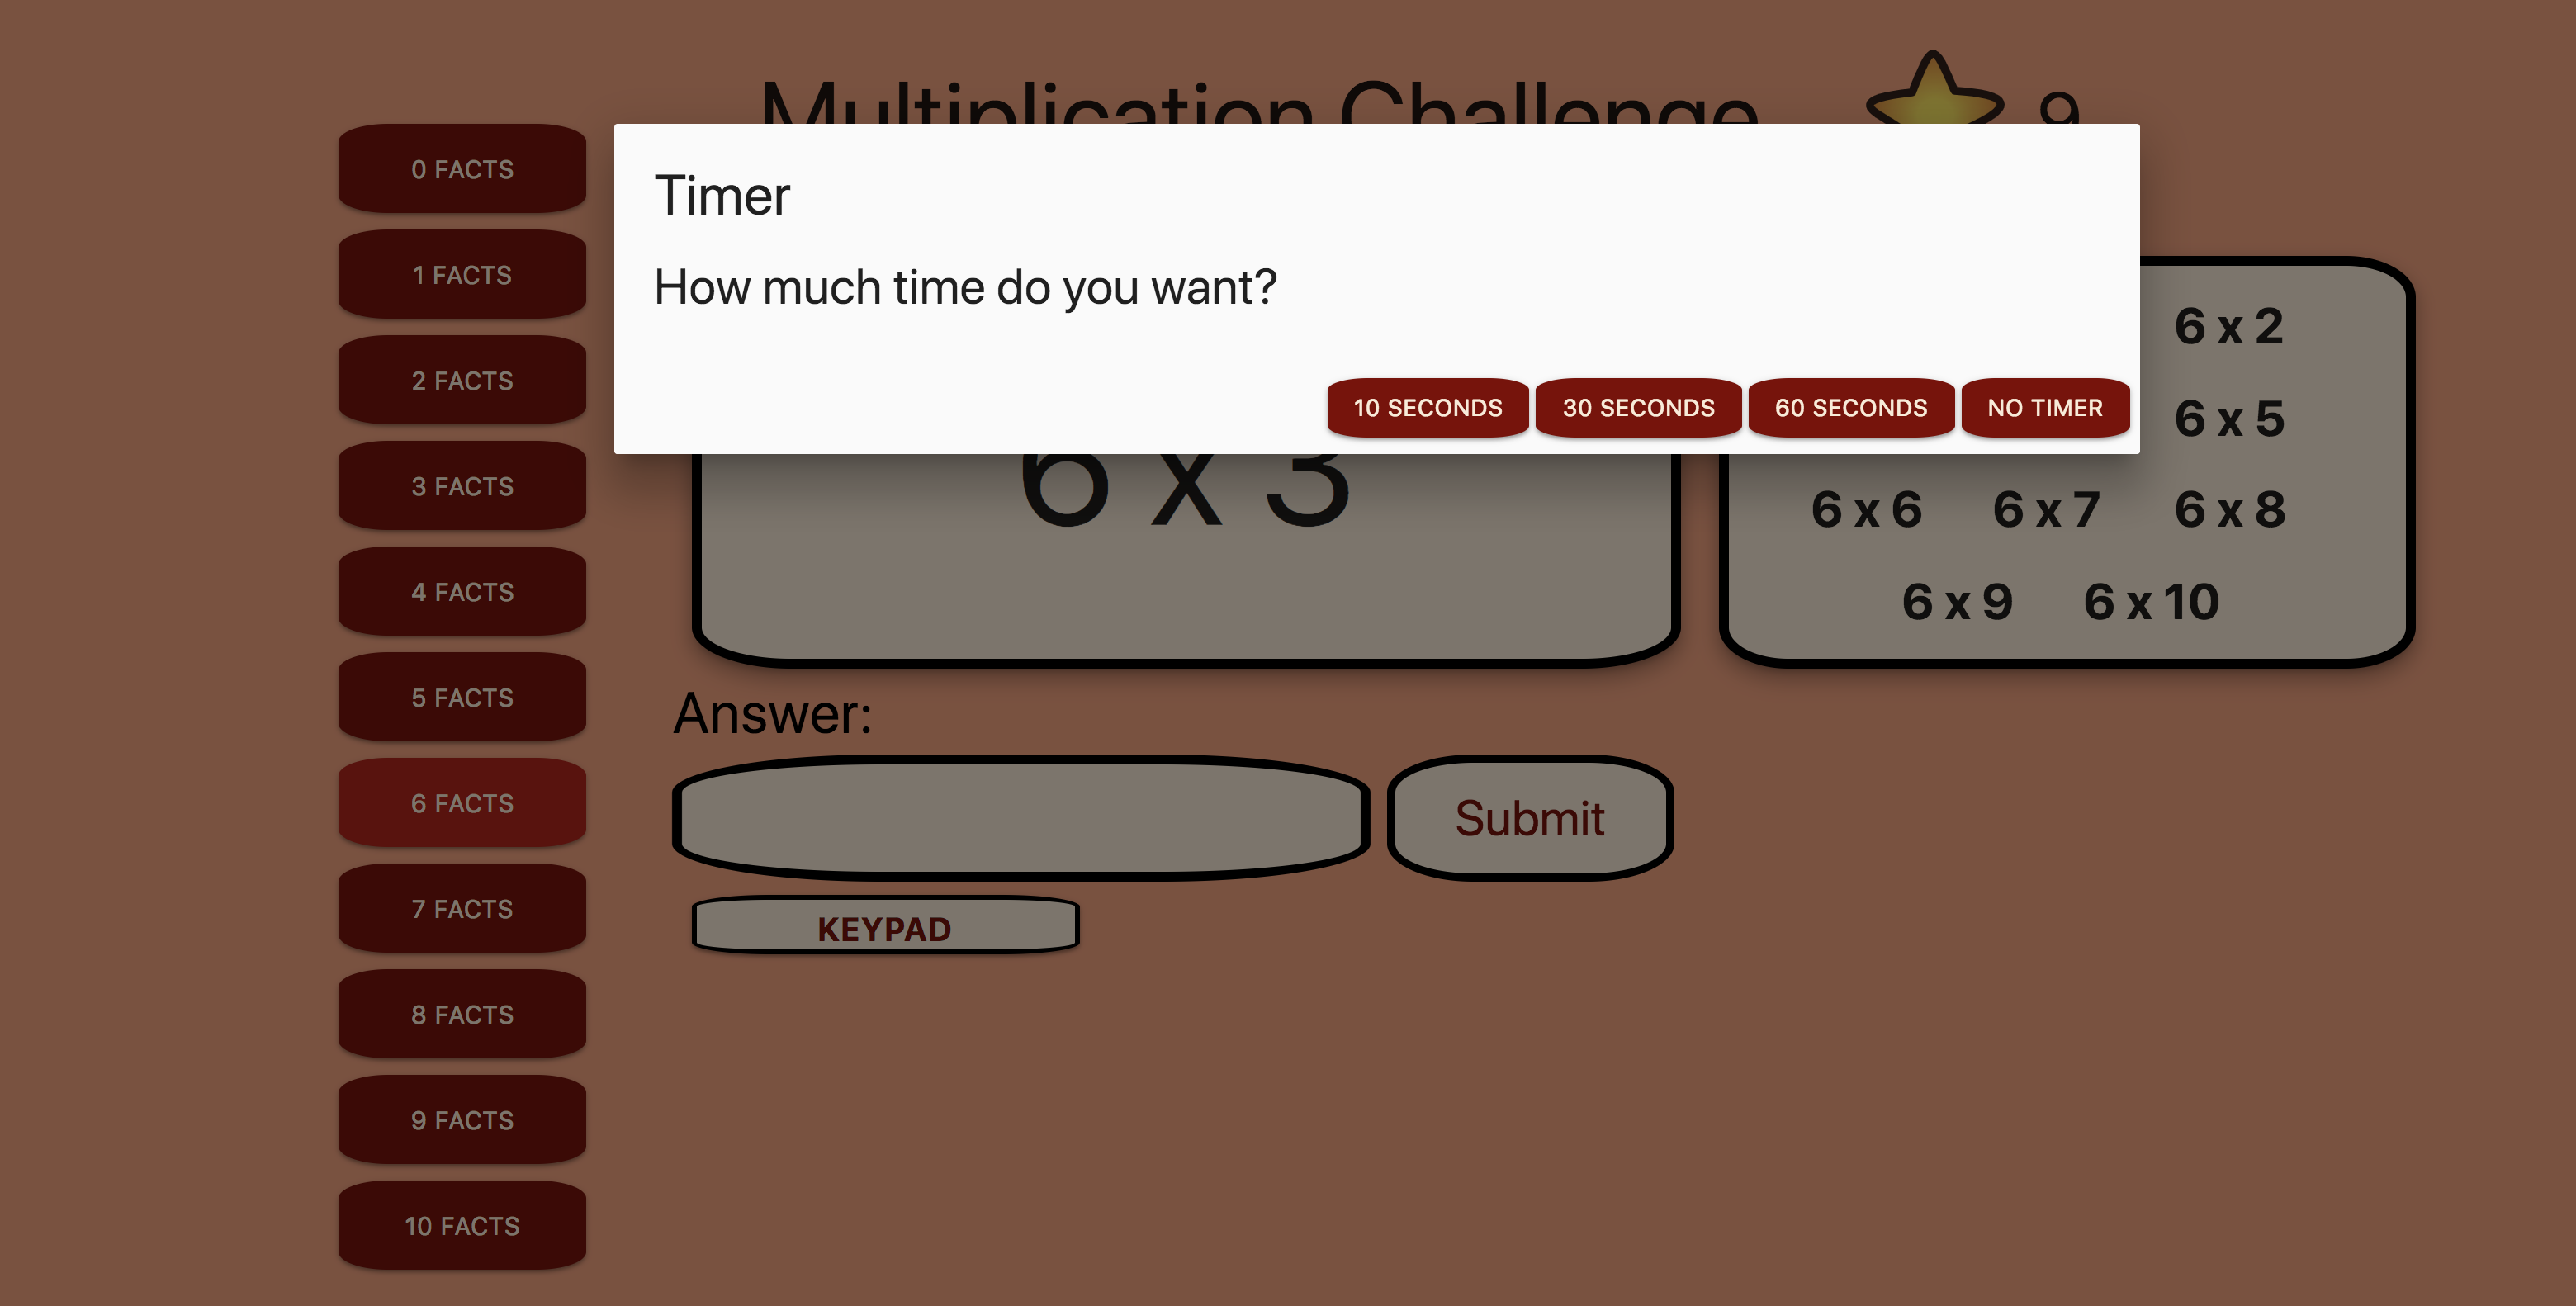 Multiplication Challenge 9
Timer
How much time do you want?
10 SECONDS 30 SECONDS 60 SECONDS NO TIMER
0 FACTS
1 FACTS
2 FACTS
3 FACTS
4 FACTS
5 FACTS
6 FACTS
7 FACTS
8 FACTS
9 FACTS
10 FACTS
6 x 3
6 x 2
6 x 5
6 x 6 6 x 7 6 x 8
6 x 9 6 x 10
Answer:
Submit
KEYPAD